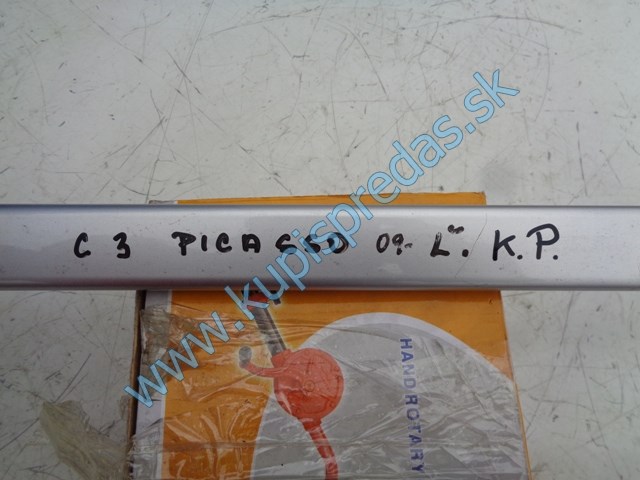 C 3 PICASSO 09- L". K.P.
www.kupispredas.sk
HANDROTARY